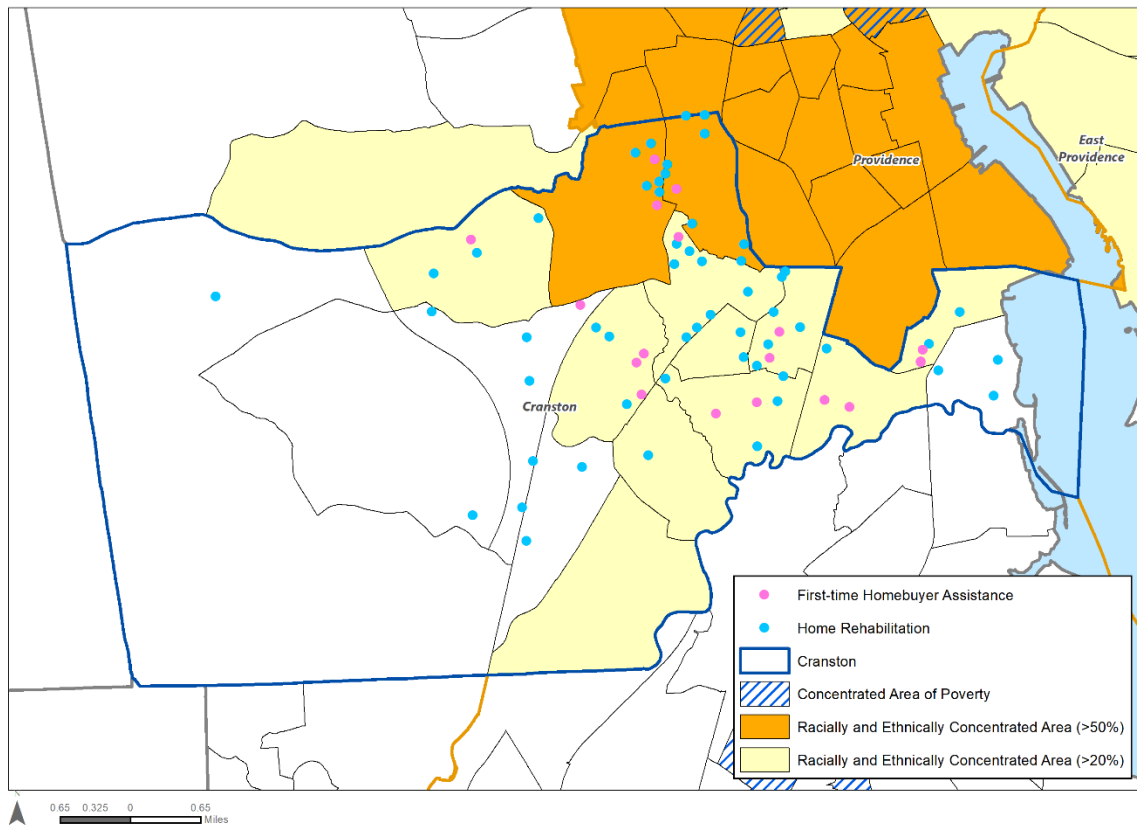 Providence
East
Providence
Cranston
First-time Homebuyer Assistance
Home Rehabilitation
Cranston
Concentrated Area of Poverty
Racially and Ethnically Concentrated Area (>50%)
Racially and Ethnically Concentrated Area (>20%)
N
0.65 0.325 0 0.65
Miles